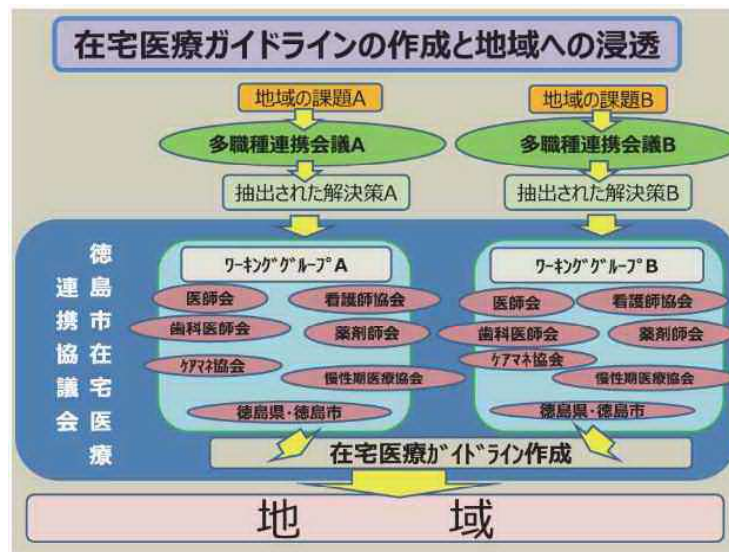 在宅医療ガイドラインの作成と地域への浸透
地域の課題A
多職種連携会議A
抽出された解決策A
地域の課題B
多職種連携会議B
抽出された解決策B
徳島市在宅医療
連携協議会
ﾜｰｷﾝｸﾞｸﾞﾙｰﾌﾟA
医師会
看護師協会
歯科医師会
薬剤師会
ｹｱﾏﾈ協会
慢性期医療協会
徳島県・徳島市
ﾜｰｷﾝｸﾞｸﾞﾙｰﾌﾟB
医師会
看護師協会
歯科医師会
薬剤師会
ｹｱﾏﾈ協会
慢性期医療協会
徳島県・徳島市
在宅医療ｶﾞｲﾄﾞﾗｲﾝ作成
地 域